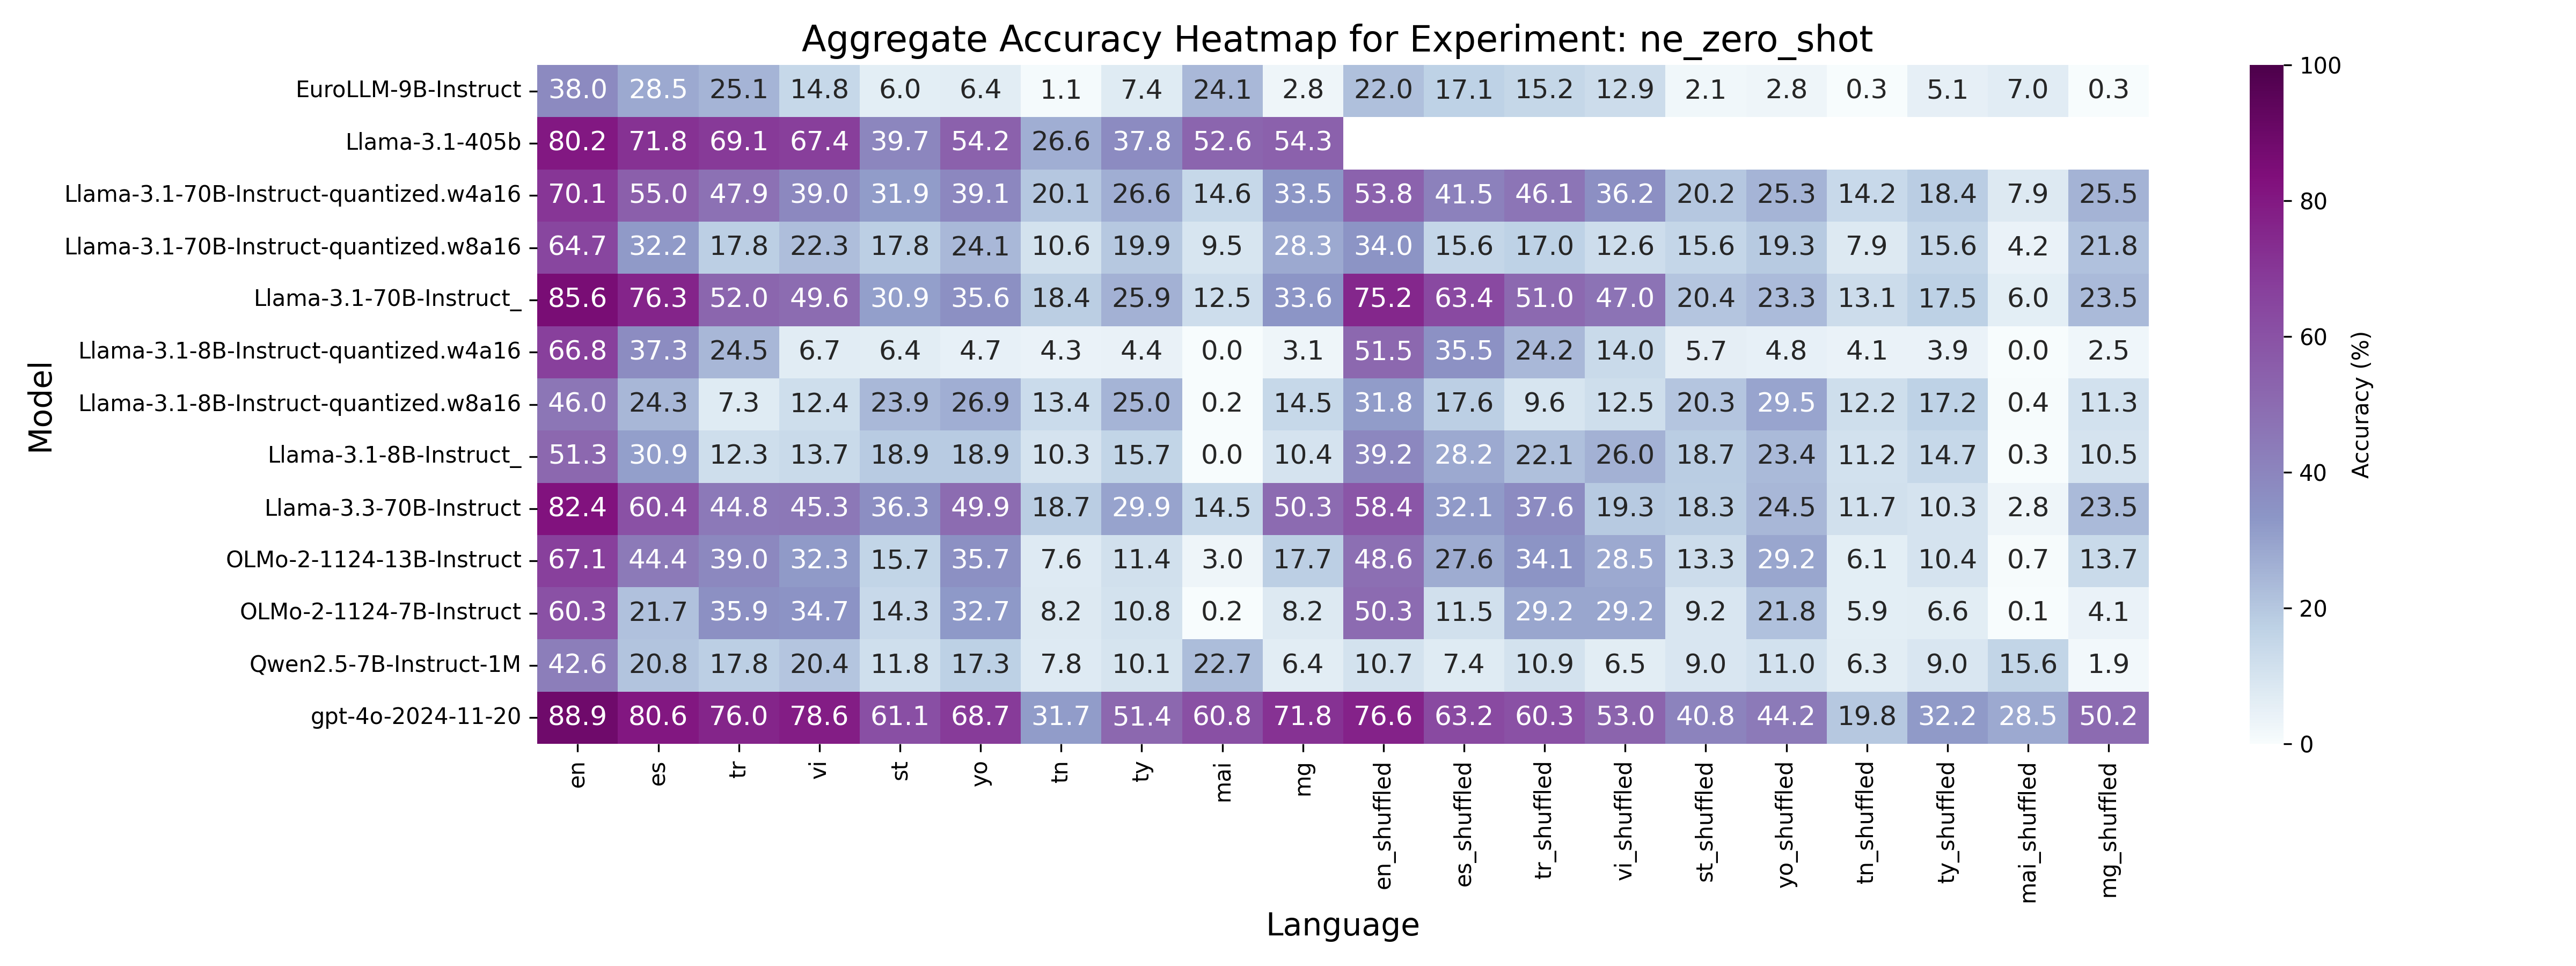 Aggregate Accuracy Heatmap for Experiment: ne_zero_shot
EuroLLM-9B-Instruct 38.0 28.5 25.1 14.8 6.0 6.4 1.1 7.4 24.1 2.8 22.0 17.1 15.2 12.9 2.1 2.8 0.3 5.1 7.0 0.3
Llama-3.1-405b 80.2 71.8 69.1 67.4 39.7 54.2 26.6 37.8 52.6 54.3
Llama-3.1-70B-Instruct-quantized.w4a16 70.1 55.0 47.9 39.0 31.9 39.1 20.1 26.6 14.6 33.5 53.8 41.5 46.1 36.2 20.2 25.3 14.2 18.4 7.9 25.5
Llama-3.1-70B-Instruct-quantized.w8a16 64.7 32.2 17.8 22.3 17.8 24.1 10.6 19.9 9.5 28.3 34.0 15.6 17.0 12.6 15.6 19.3 7.9 15.6 4.2 21.8
Llama-3.1-70B-Instruct_ 85.6 76.3 52.0 49.6 30.9 35.6 18.4 25.9 12.5 33.6 75.2 63.4 51.0 47.0 20.4 23.3 13.1 17.5 6.0 23.5
Llama-3.1-8B-Instruct-quantized.w4a16 66.8 37.3 24.5 6.7 6.4 4.7 4.3 4.4 0.0 3.1 51.5 35.5 24.2 14.0 5.7 4.8 4.1 3.9 0.0 2.5
Llama-3.1-8B-Instruct-quantized.w8a16 46.0 24.3 7.3 12.4 23.9 26.9 13.4 25.0 0.2 14.5 31.8 17.6 9.6 12.5 20.3 29.5 12.2 17.2 0.4 11.3
Llama-3.1-8B-Instruct_ 51.3 30.9 12.3 13.7 18.9 18.9 10.3 15.7 0.0 10.4 39.2 28.2 22.1 26.0 18.7 23.4 11.2 14.7 0.3 10.5
Llama-3.3-70B-Instruct 82.4 60.4 44.8 45.3 36.3 49.9 18.7 29.9 14.5 50.3 58.4 32.1 37.6 19.3 18.3 24.5 11.7 10.3 2.8 23.5
OLMo-2-1124-13B-Instruct 67.1 44.4 39.0 32.3 15.7 35.7 7.6 11.4 3.0 17.7 48.6 27.6 34.1 28.5 13.3 29.2 6.1 10.4 0.7 13.7
OLMo-2-1124-7B-Instruct 60.3 21.7 35.9 34.7 14.3 32.7 8.2 10.8 0.2 8.2 50.3 11.5 29.2 29.2 9.2 21.8 5.9 6.6 0.1 4.1
Qwen2.5-7B-Instruct-1M 42.6 20.8 17.8 20.4 11.8 17.3 7.8 10.1 22.7 6.4 10.7 7.4 10.9 6.5 9.0 11.0 6.3 9.0 15.6 1.9
gpt-4o-2024-11-20 88.9 80.6 76.0 78.6 61.1 68.7 31.7 51.4 60.8 71.8 76.6 63.2 60.3 53.0 40.8 44.2 19.8 32.2 28.5 50.2
en es tr vi st yo tn ty mai mg en_shuffled es_shuffled tr_shuffled vi_shuffled st_shuffled yo_shuffled tn_shuffled ty_shuffled mai_shuffled mg_shuffled
Language
Model
100
80
60
40
20
0
Accuracy (%)